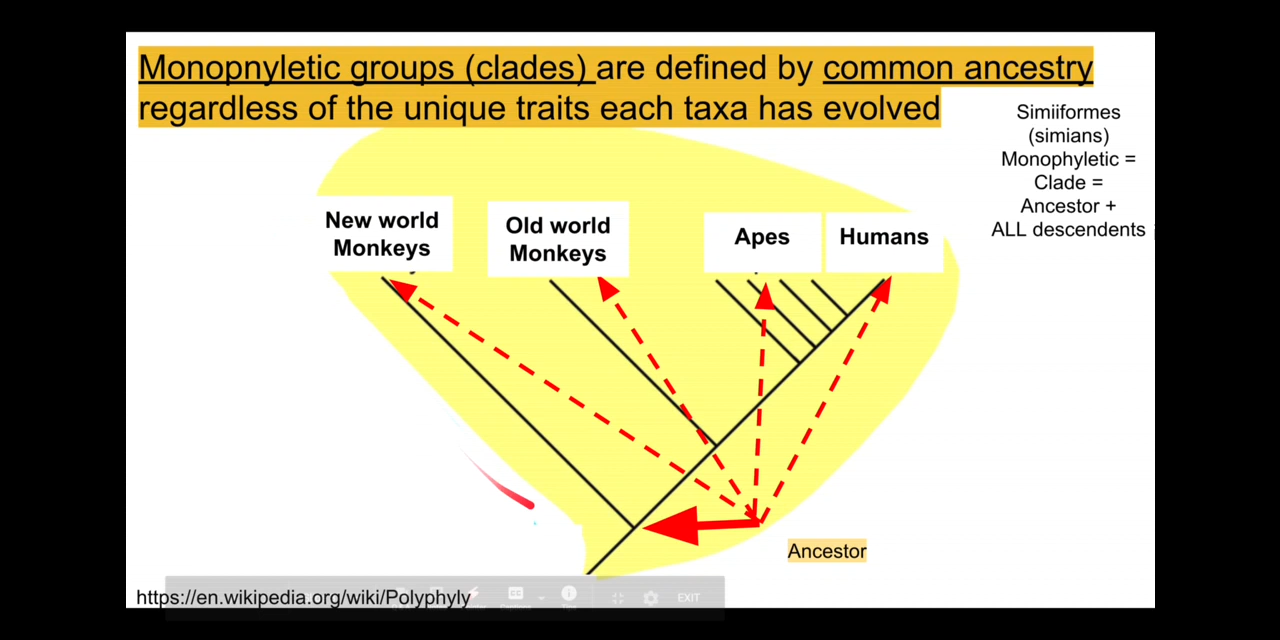 Monopnyletic groups (clades) are defined by common ancestry
regardless of the unique traits each taxa has evolved
Simiiformes
(simians)
Monophyletic =
Clade =
Ancestor +
ALL descendents
New world
Monkeys
Old world
Monkeys
Apes
Humans
Ancestor
https://en.wikipedia.org/wiki/Polyphyly
CC
EXIT